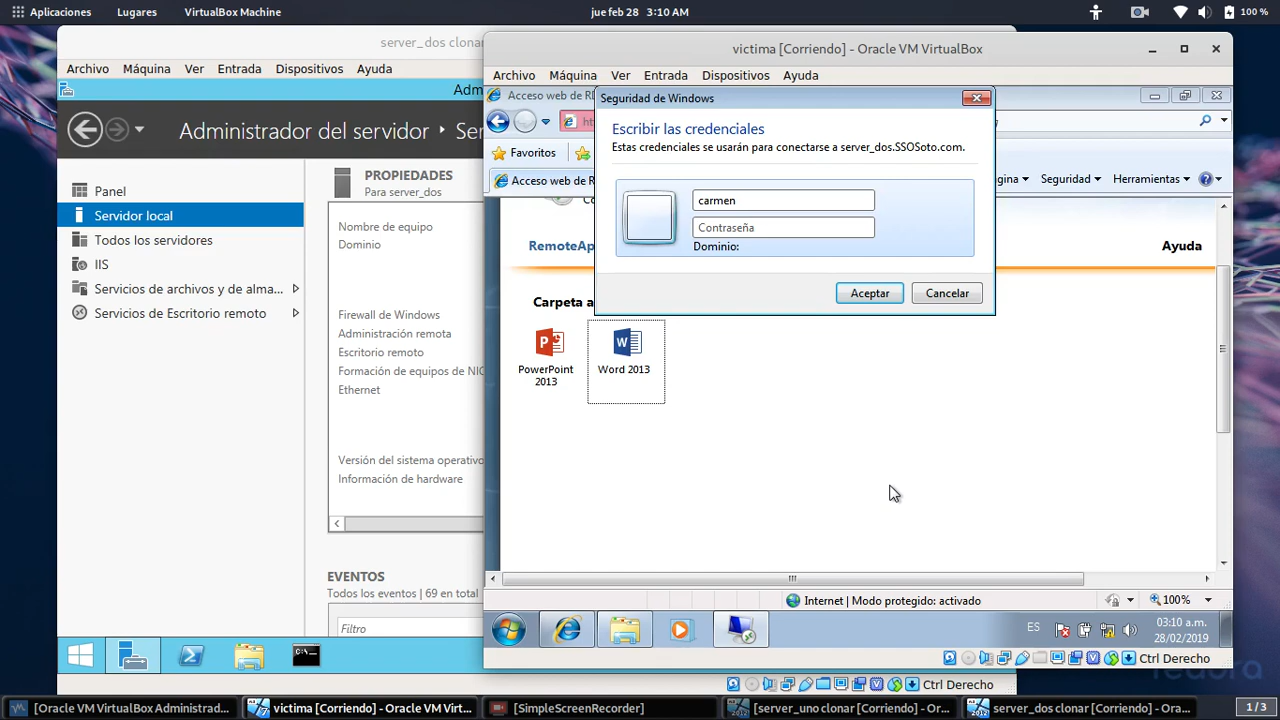 Aplicaciones Lugares VirtualBox Machine jue feb 28 3:10 AM 100 %
server_dos clonar
Archivo Máquina Ver Entrada Dispositivos Ayuda
Administrador del servidor
Panel
Servidor local
Todos los servidores
IIS
Servicios de archivos y de alma...
Servicios de Escritorio remoto
PROPIEDADES
Para server_dos
Nombre de equipo
Dominio
Firewall de Windows
Administración remota
Escritorio remoto
Formación de equipos de NIC
Ethernet
Versión del sistema operativo
Información de hardware
EVENTOS
Todos los eventos | 69 en total
Filtro
Ctrl Derecho
victima [Corriendo] - Oracle VM VirtualBox
Archivo Máquina Ver Entrada Dispositivos Ayuda
Acceso web de RD
Favoritos
Acceso web de R
Seguridad Herramientas
Ayuda
Carpeta a
PowerPoint
2013
Word 2013
Seguridad de Windows
Escribir las credenciales
Estas credenciales se usarán para conectarse a server_dos.SSOSoto.com.
carmen
Contraseña
Dominio:
Aceptar Cancelar
Internet | Modo protegido: activado 100%
ES 03:10 a.m.
28/02/2019
Ctrl Derecho
[Oracle VM VirtualBox Administrad... victima [Corriendo] - Oracle VM Virt... [SimpleScreenRecorder] [server_uno clonar [Corriendo] - Or... server_dos clonar [Corriendo] - Or... 1 / 3